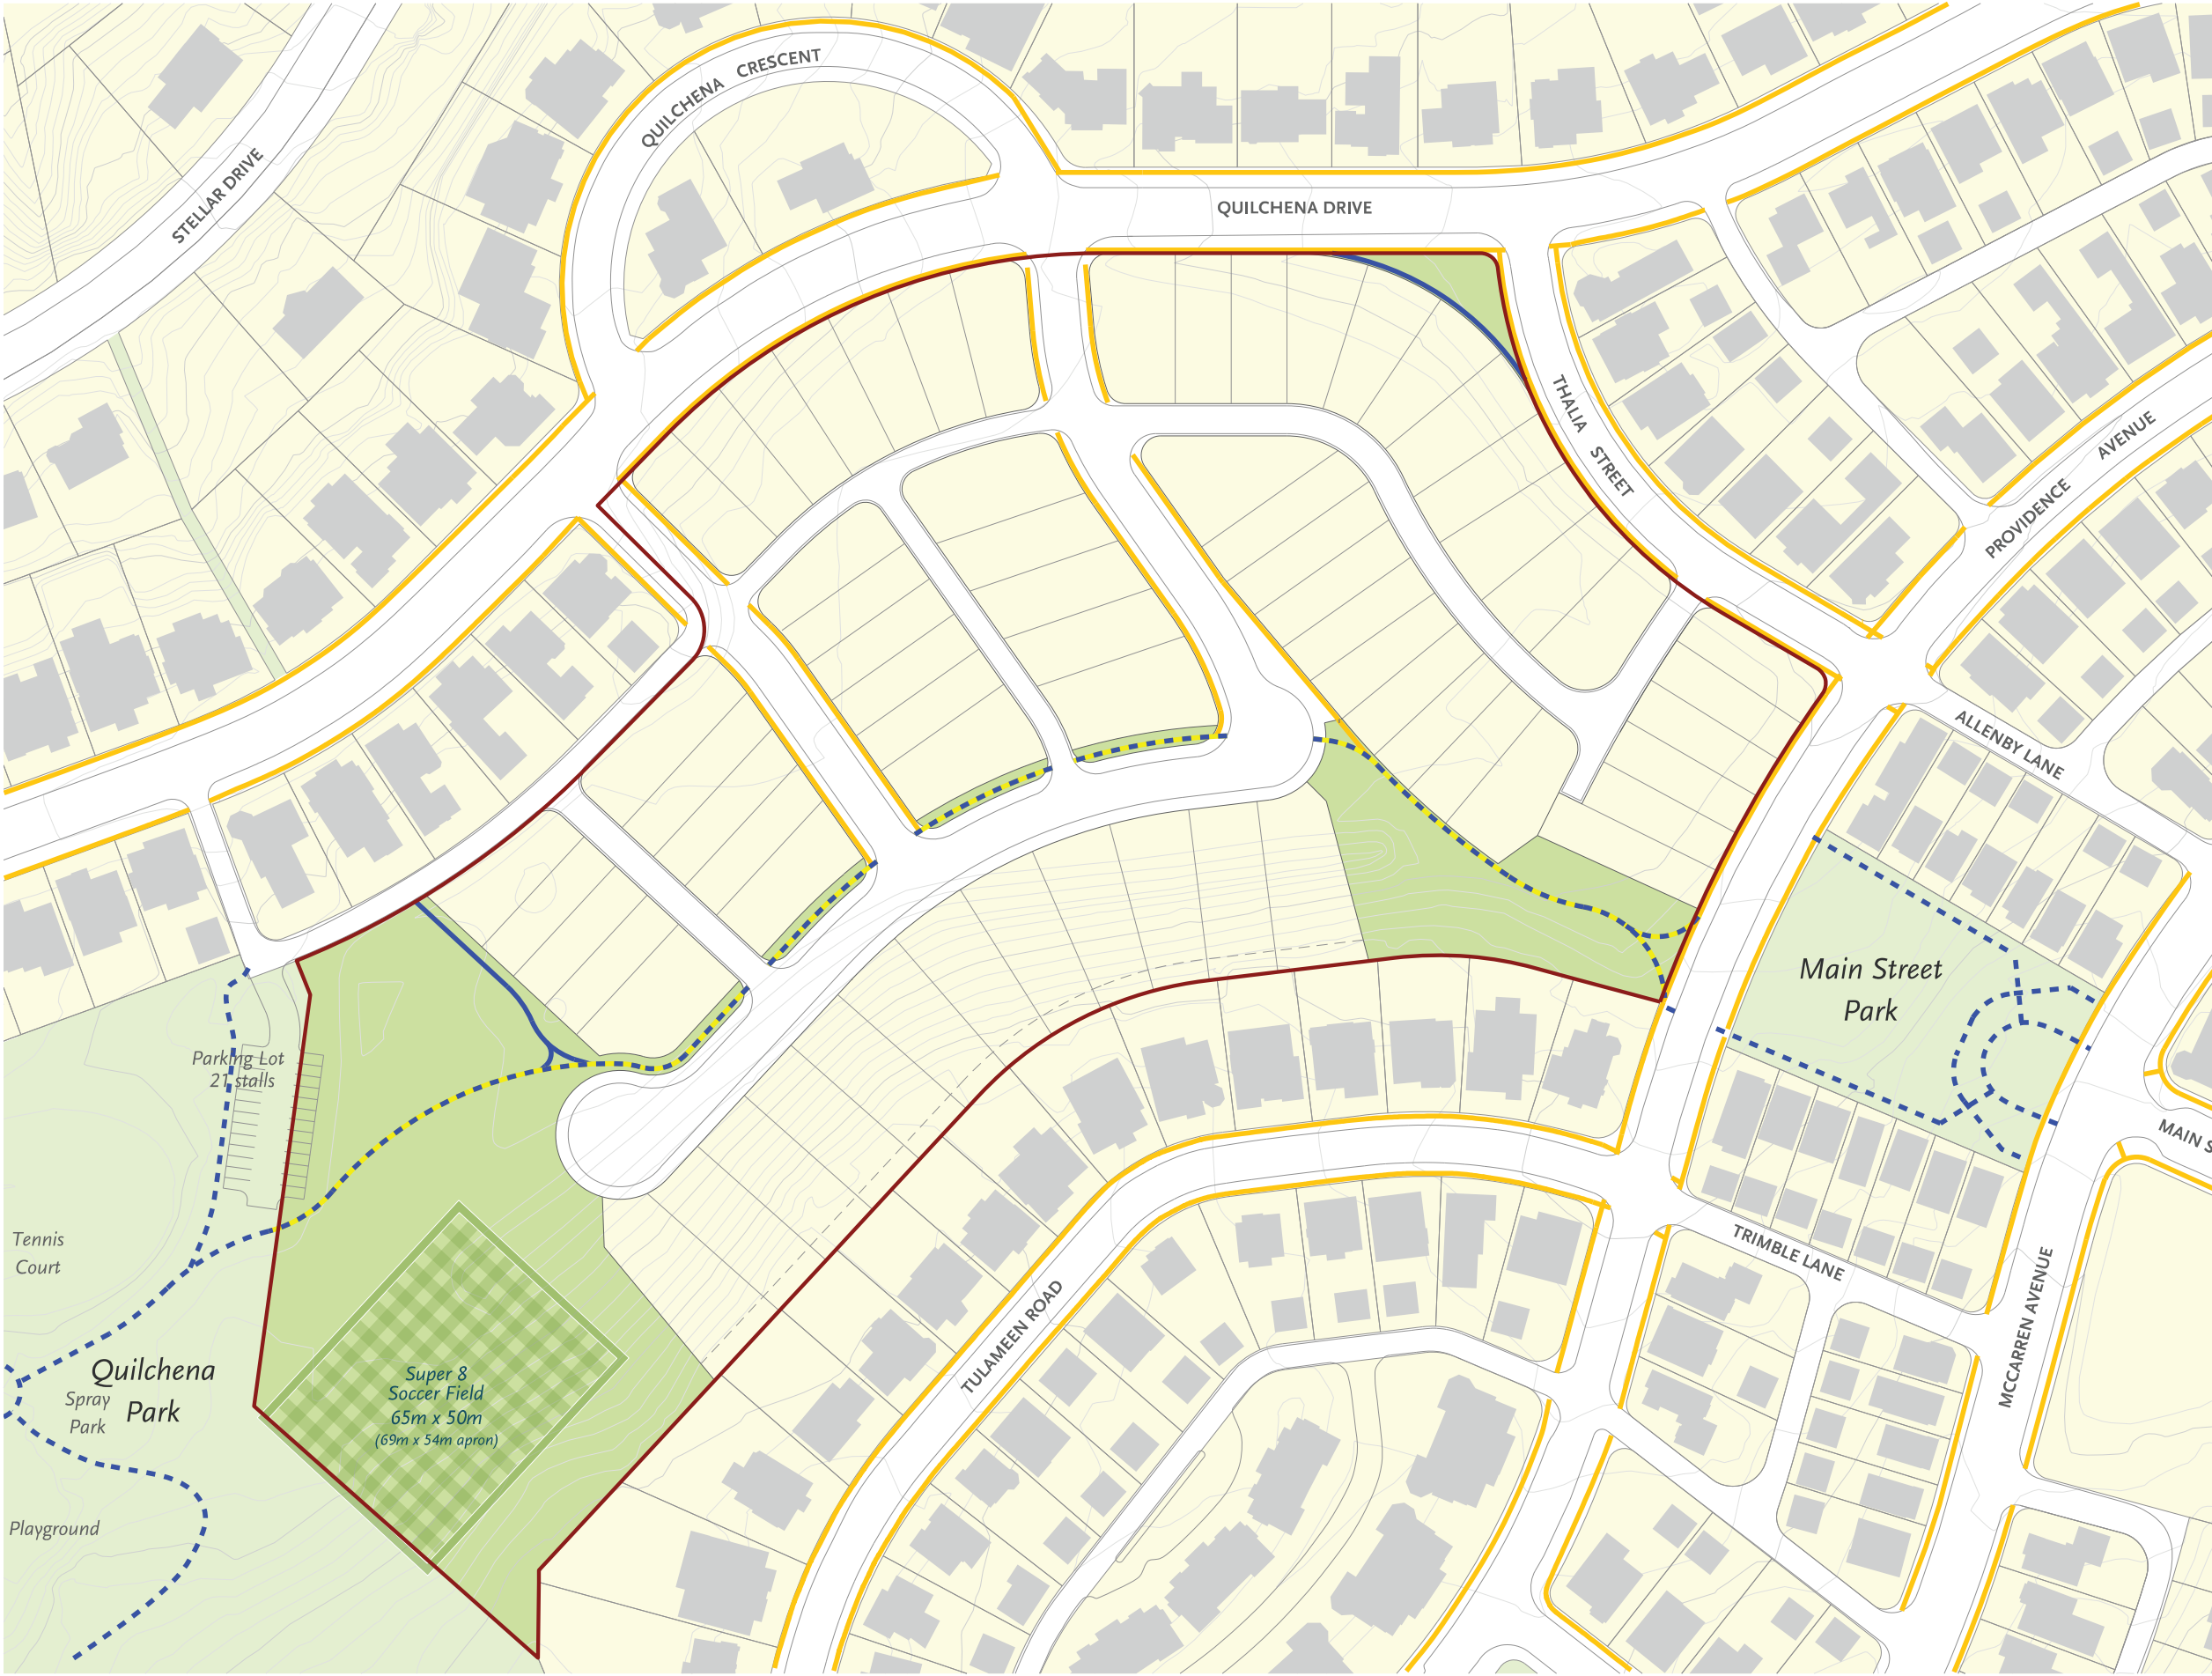 QUILCHENA CRESCENT
STELLAR DRIVE
QUILCHENA DRIVE
THALIA STREET
PROVIDENCE AVENUE
ALLENBY LANE
Main Street
Park
Parking Lot
21 stalls
MAIN S
Tennis
Court
TRIMBLE LANE
MCCARREN AVENUE
TULAMEEN ROAD
Quilchena
Park
Spray
Park
Super 8
Soccer Field
65m x 50m
(69m x 54m apron)
Playground